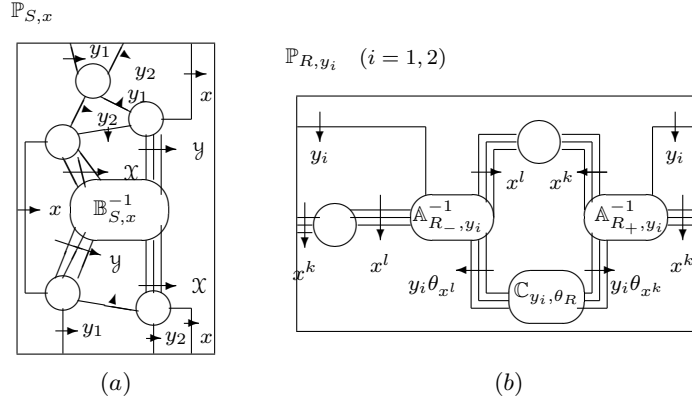 ℙ_{S,x}
y_1
y_2
x
y_1
y_2
𝒴
𝒳
x
𝔹^{-1}_{S,x}
𝒴
𝒳
y_1
y_2
x
(a)
ℙ_{R,y_i} (i = 1, 2)
y_i
y_i
x^l
x^k
𝔸^{-1}_{R_-,y_i}
𝔸^{-1}_{R_+,y_i}
x^k
x^l
x^k
y_iθ_{x^l}
ℂ_{y_i,θ_R}
y_iθ_{x^k}
(b)